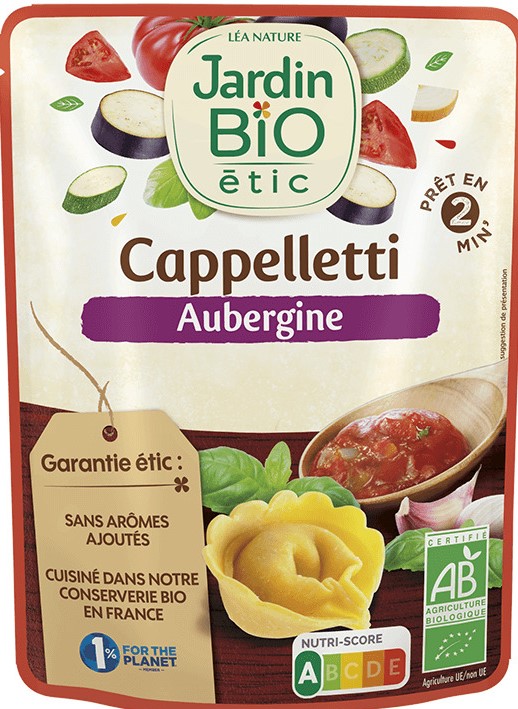 LÉA NATURE
Jardin
BiO
étic
PRÊT EN
2
MIN'
Cappelletti
Aubergine
suggestion de présentation
Garantie étic :
SANS ARÔMES
AJOUTÉS
CUISINÉ DANS NOTRE
CONSERVERIE BIO
EN FRANCE
1%
FOR THE
PLANET
MEMBER
NUTRI-SCORE
A B C D E
CERTIFIÉ
AB
AGRICULTURE
BIOLOGIQUE
Agriculture UE/non UE